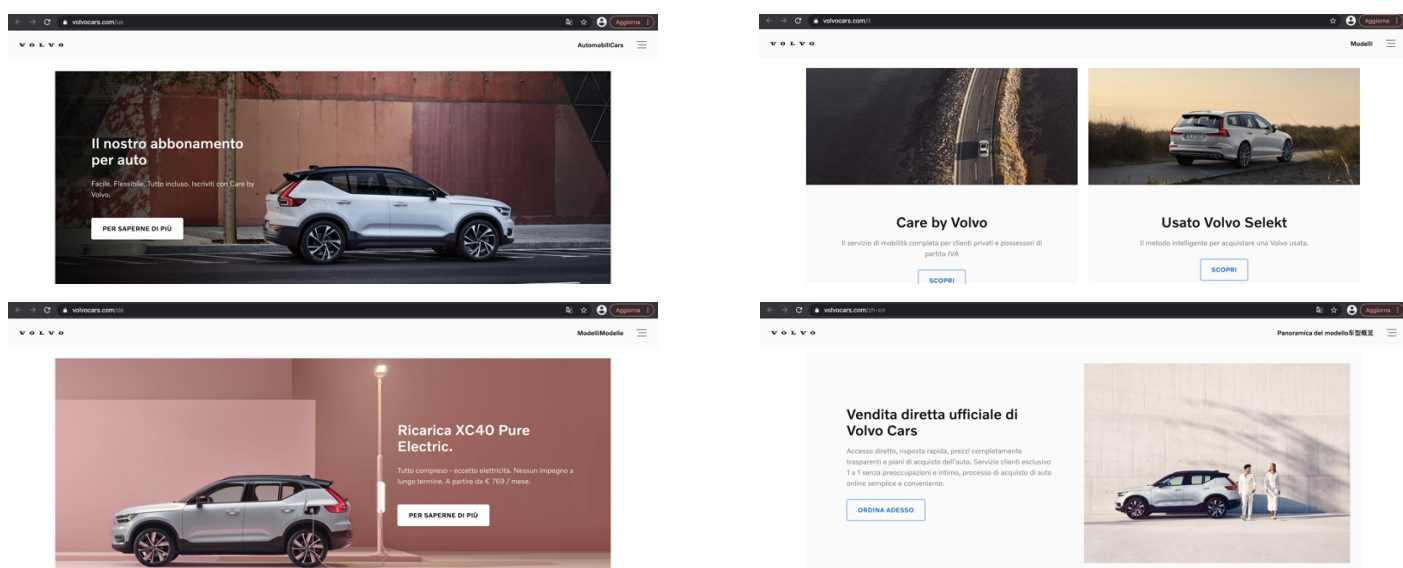 volvocars.com/us
Aggiorna
VOLVO
AutomobiliCars
Il nostro abbonamento
per auto
Facile. Flessibile. Tutto incluso. Iscriviti con Care by
Volvo.
PER SAPERNE DI PIÙ
volvocars.com/it
Aggiorna
VOLVO
Modelli
Care by Volvo
Il servizio di mobilità completa per clienti privati e possessori di
partita IVA
SCOPRI
Usato Volvo Selekt
Il metodo intelligente per acquistare una Volvo usata.
SCOPRI
volvocars.com/de
Aggiorna
VOLVO
ModelliModelle
Ricarica XC40 Pure
Electric.
Tutto compreso - eccetto elettricità. Nessun impegno a
lungo termine. A partire da € 769 / mese.
PER SAPERNE DI PIÙ
volvocars.com/zh-cn
Aggiorna
VOLVO
Panoramica del modello车型概览
Vendita diretta ufficiale di
Volvo Cars
Accesso diretto, risposta rapida, prezzi completamente
trasparenti e piani di acquisto dell'auto. Servizio clienti esclusivo
1 a 1 senza preoccupazioni e intimo, processo di acquisto di auto
online semplice e conveniente.
ORDINA ADESSO